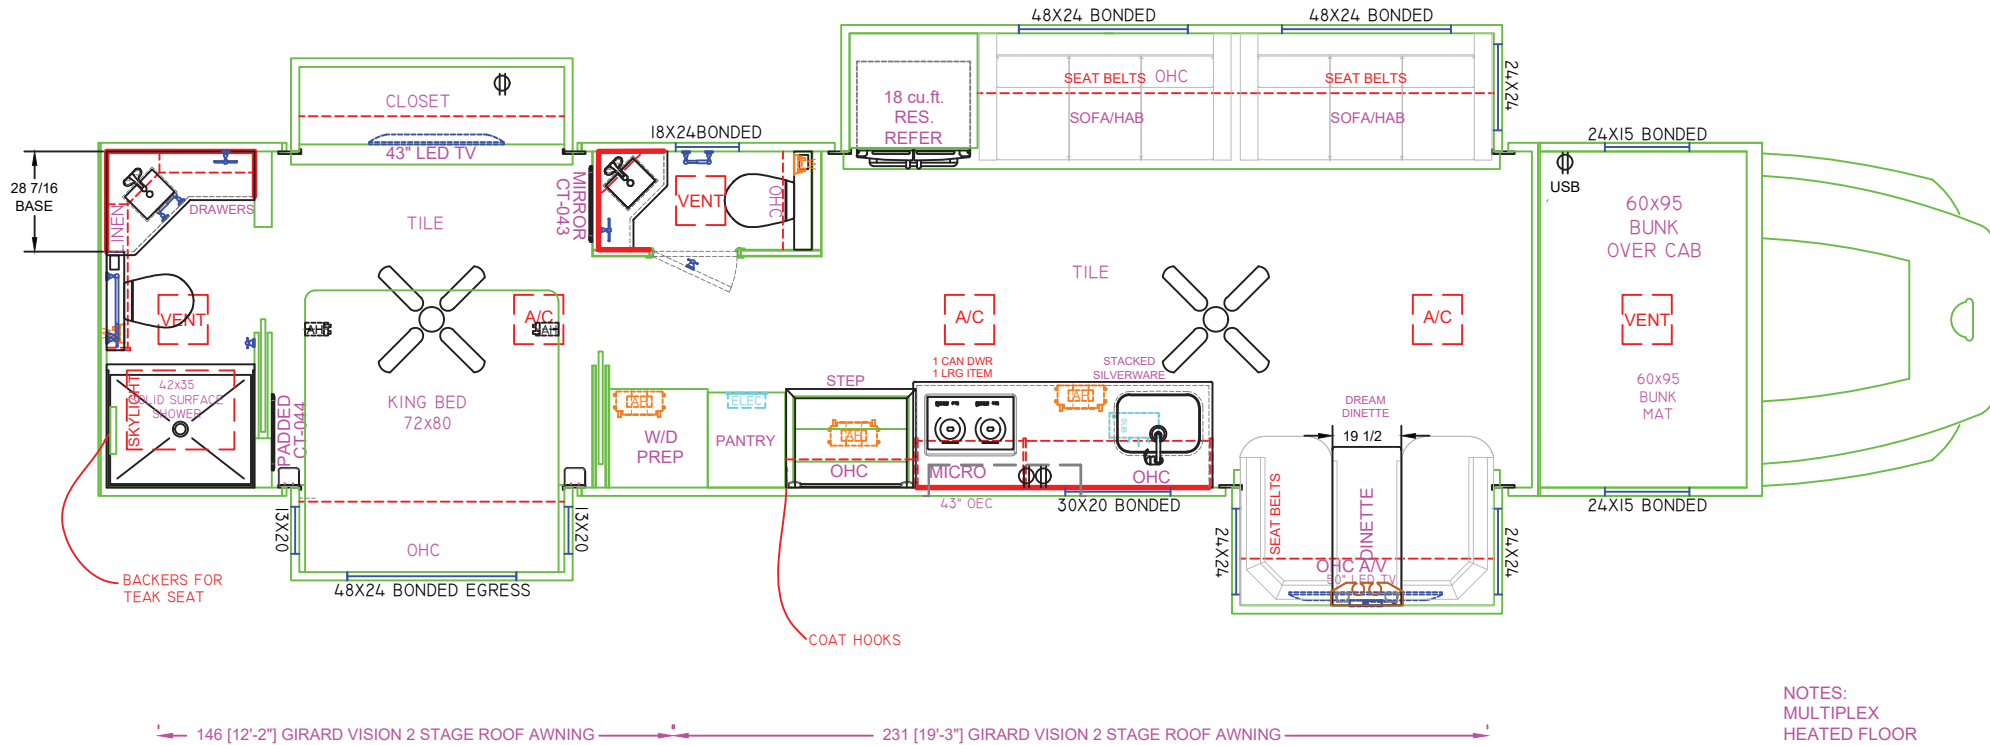 48X24 BONDED
48X24 BONDED
CLOSET
43" LED TV
18X24BONDED
18 cu.ft.
RES.
REFER
SEAT BELTS
OHC
SEAT BELTS
SOFA/HAB
SOFA/HAB
24X24
24X15 BONDED
28 7/16
BASE
LINEN
DRAWERS
TILE
MIRROR
CT-043
VENT
OHC
USB
60x95
BUNK
OVER CAB
TILE
VENT
A/C
AH
AH
A/C
A/C
VENT
1 CAN DWR
1 LRG ITEM
STACKED
SILVERWARE
STEP
42x35
SOLID SURFACE
SHOWER
SKYLIGHT
PADDED
CT-044
KING BED
72x80
ELEC
W/D
PREP
PANTRY
OHC
MICRO
OHC
SUB
43" OEC
30X20 BONDED
DREAM
DINETTE
19 1/2
60x95
BUNK
MAT
24X15 BONDED
13X20
13X20
OHC
48X24 BONDED EGRESS
24X24
SEAT BELTS
DINETTE
OHC A/V
50" LED TV
24X24
BACKERS FOR
TEAK SEAT
COAT HOOKS
146 [12'-2"] GIRARD VISION 2 STAGE ROOF AWNING
231 [19'-3"] GIRARD VISION 2 STAGE ROOF AWNING
NOTES:
MULTIPLEX
HEATED FLOOR